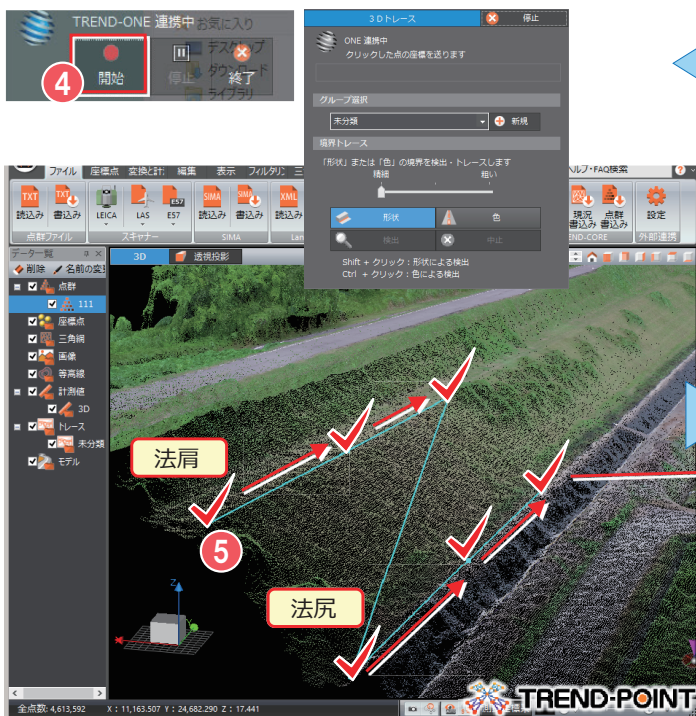 TREND-ONE 連携中
お気に入り
デスクトップ
ダウンロード
ライブラリ
開始
停止
終了
4
3Dトレース
停止
ONE 連携中
クリックした点の座標を送ります
グループ選択
未分類
新規
境界トレース
「形状」または「色」の境界を検出・トレースします
精細
粗い
形状
色
検出
中止
Shift + クリック : 形状による検出
Ctrl + クリック : 色による検出
ファイル 座標点 変換と計 編集 表示 フィルタリ 三
ヘルプ・FAQ検索
TXT TXT E57 SIMA SIMA XML
読込み 書込み LEICA LAS E57 読込み 書込み 読込み
現況 点群 設定
書込み 書込み
点群ファイル スキャナー SIMA Lan
END-CORE 外部連携
データ一覧
削除 名前の変
3D 透視投影
点群
111
座標点
三角網
画像
等高線
計測値
3D
トレース
未分類
モデル
法肩
5
法尻
Z
全点数: 4,613,592 X : 11,163.507 Y : 24,682.290 Z : 17.441
TREND-POINT